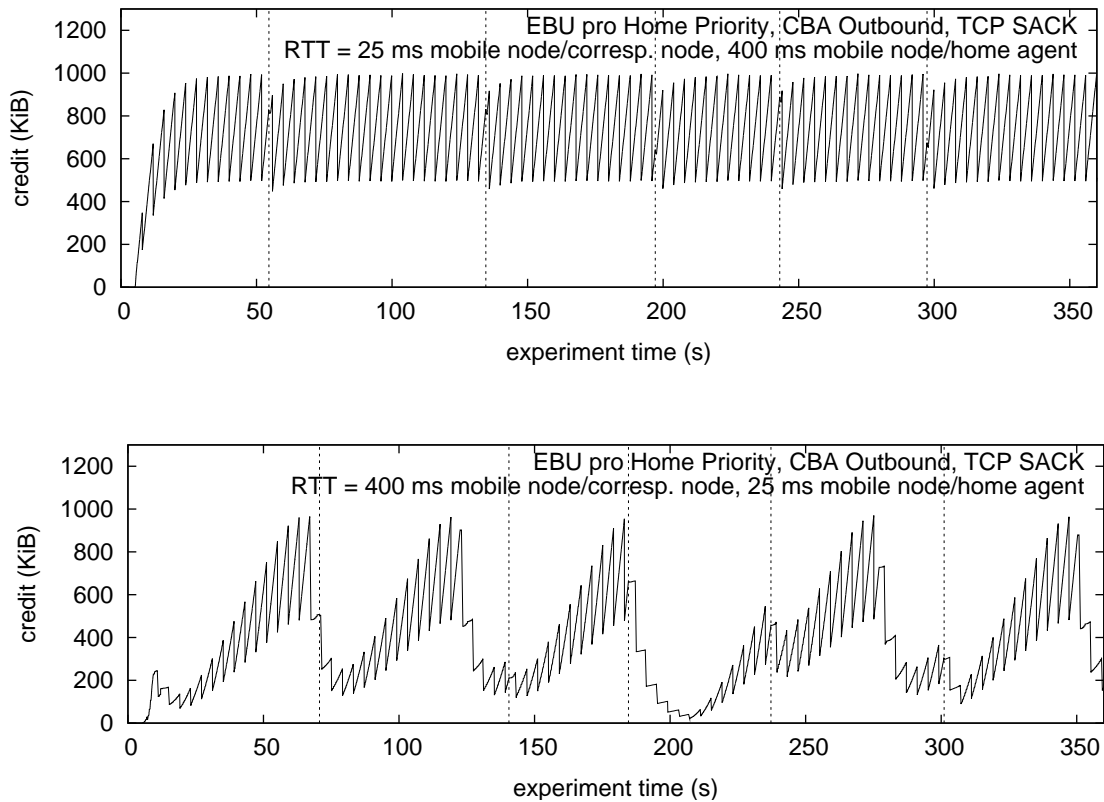 EBU pro Home Priority, CBA Outbound, TCP SACK
RTT = 25 ms mobile node/corresp. node, 400 ms mobile node/home agent
1200
1000
800
600
400
200
0
credit (KiB)
0 50 100 150 200 250 300 350
experiment time (s)
EBU pro Home Priority, CBA Outbound, TCP SACK
RTT = 400 ms mobile node/corresp. node, 25 ms mobile node/home agent
1200
1000
800
600
400
200
0
credit (KiB)
0 50 100 150 200 250 300 350
experiment time (s)